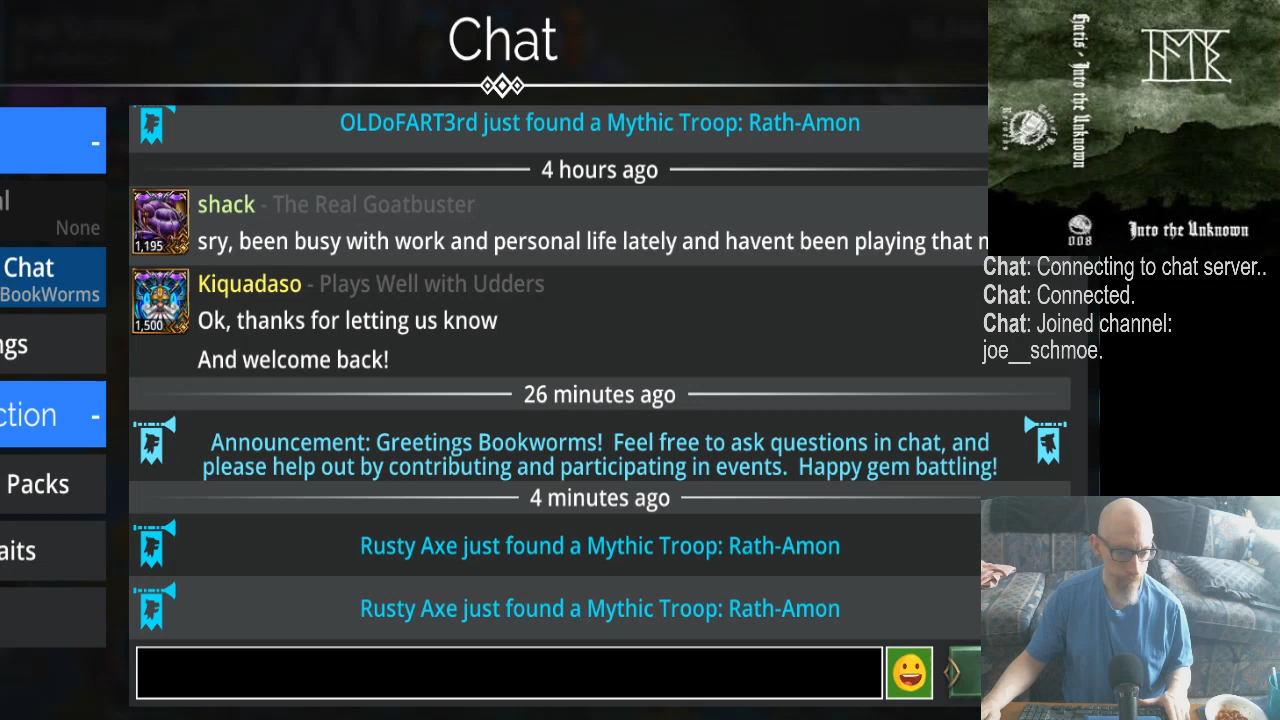 Chat
OLDoFART3rd just found a Mythic Troop: Rath-Amon
4 hours ago
shack - The Real Goatbuster
1,195
sry, been busy with work and personal life lately and havent been playing that
Kiquadaso - Plays Well with Udders
1,500
Ok, thanks for letting us know
And welcome back!
26 minutes ago
Announcement: Greetings Bookworms! Feel free to ask questions in chat, and
please help out by contributing and participating in events. Happy gem battling!
4 minutes ago
Rusty Axe just found a Mythic Troop: Rath-Amon
Rusty Axe just found a Mythic Troop: Rath-Amon
-
al
None
Chat
BookWorms
ngs
ction -
Packs
aits
Hatis - Into the Unknown
008
Into the Unknown
Chat: Connecting to chat server..
Chat: Connected.
Chat: Joined channel:
joe__schmoe.